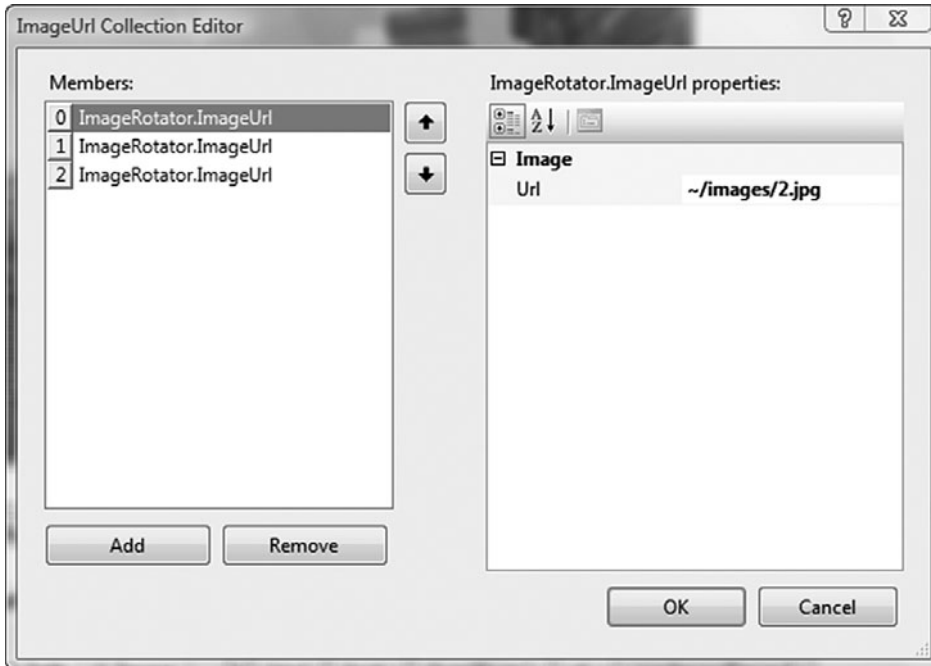 ImageUrl Collection Editor
Members:
0 ImageRotator.ImageUrl
1 ImageRotator.ImageUrl
2 ImageRotator.ImageUrl
Add
Remove
ImageRotator.ImageUrl properties:
Image
Url ~/images/2.jpg
OK
Cancel